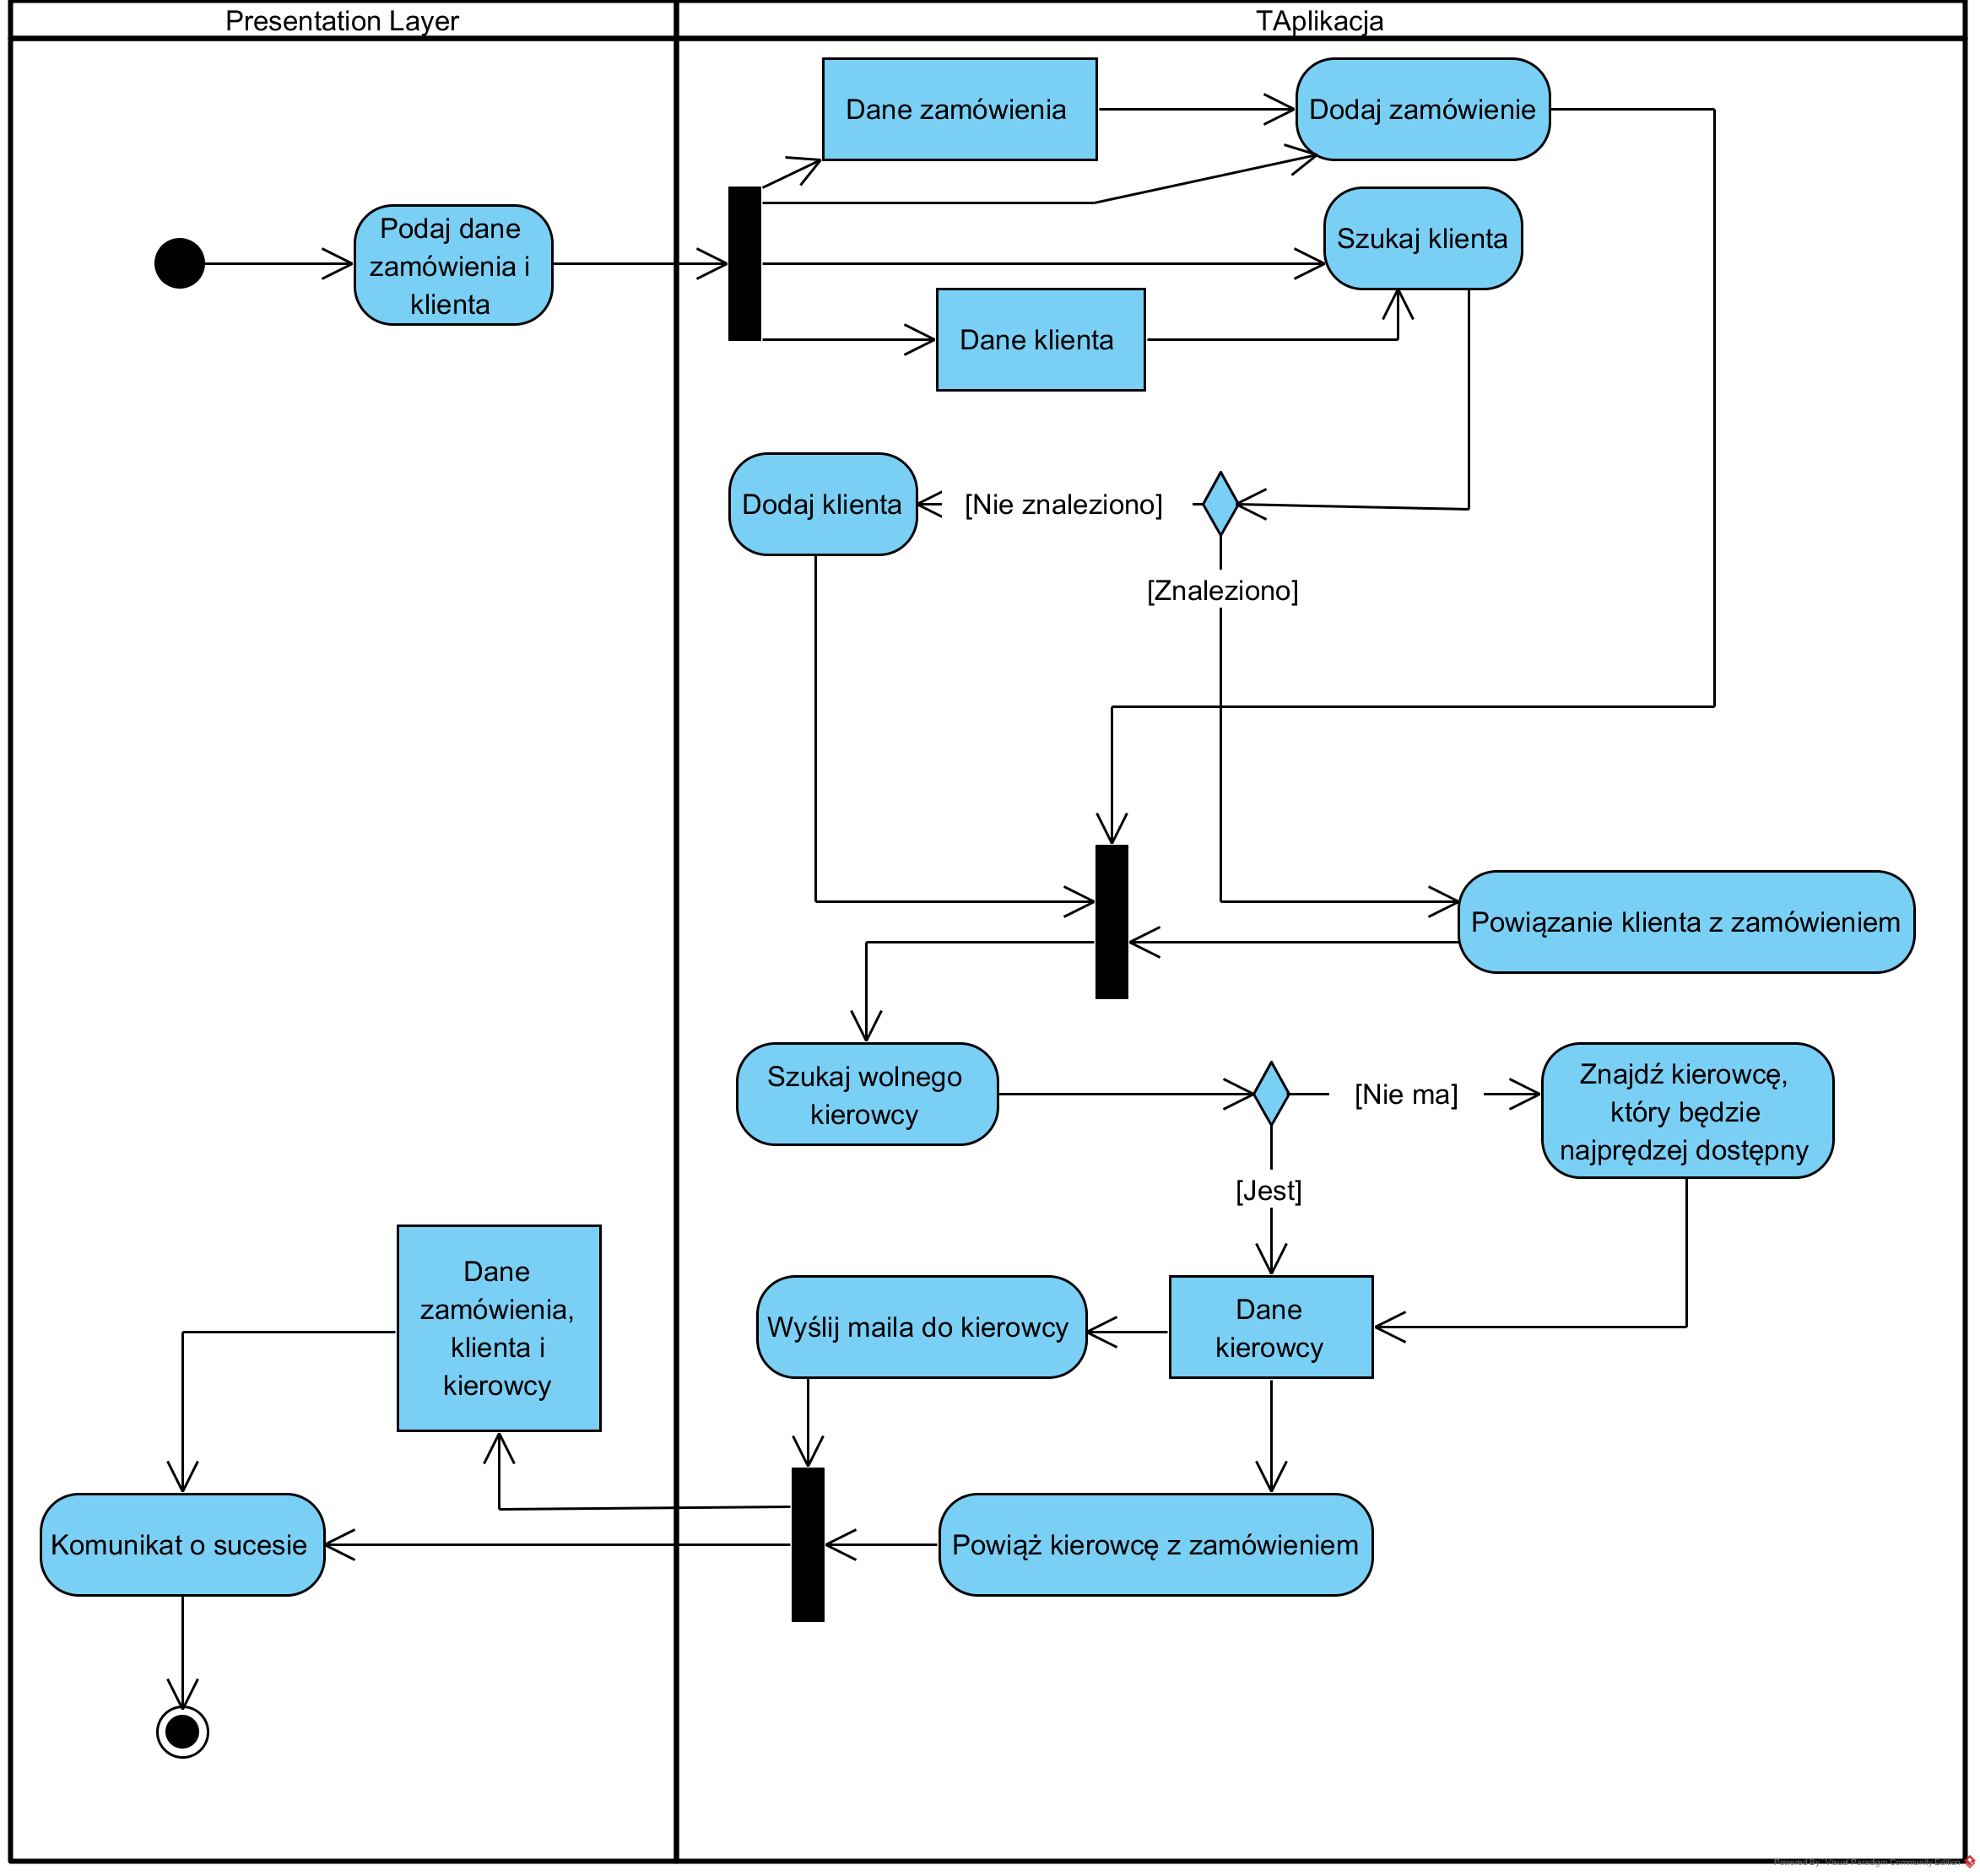 Presentation Layer
TAplikacja
Dane zamówienia
Dodaj zamówienie
Podaj dane
zamówienia i
klienta
Szukaj klienta
Dane klienta
Dodaj klienta
[Nie znaleziono]
[Znaleziono]
Powiązanie klienta z zamówieniem
Szukaj wolnego
kierowcy
[Nie ma]
Znajdź kierowcę,
który będzie
najprędzej dostępny
[Jest]
Dane
zamówienia,
klienta i
kierowcy
Wyślij maila do kierowcy
Dane
kierowcy
Komunikat o sucesie
Powiąż kierowcę z zamówieniem
Powered By Visual Paradigm Community Edition